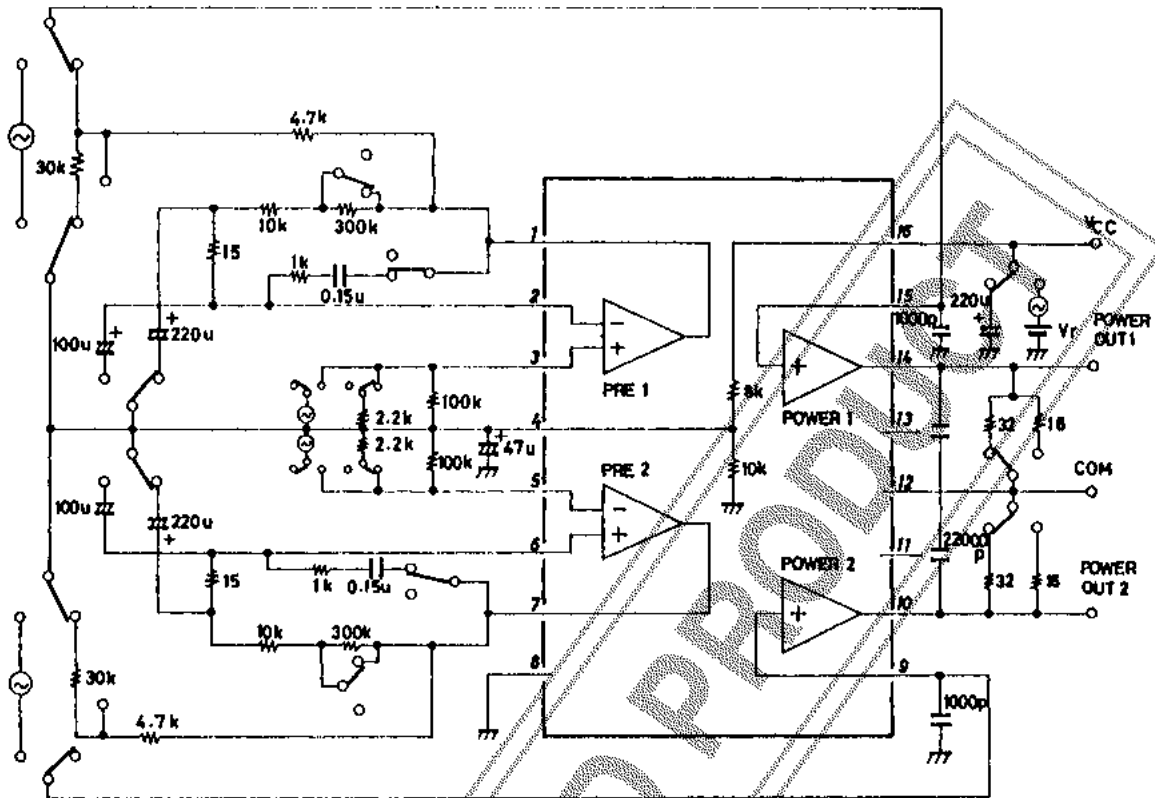 4.7k
30k
10k
300k
1
16
VCC
15
1k
0.15u
2
15
220u
1000p
Vr
POWER
OUT1
100u
+
220u
+
3
−
+
PRE 1
+
POWER 1
14
100k
2.2k
8k
32
16
4
+
47u
13
2.2k
100k
10k
PRE 2
12
COM
5
−
+
100u
220u
+
6
11
22000
p
15
1k
0.15u
POWER 2
32
16
POWER
OUT 2
7
10
10k
300k
+
8
9
30k
4.7k
1000p
D PRODUCT